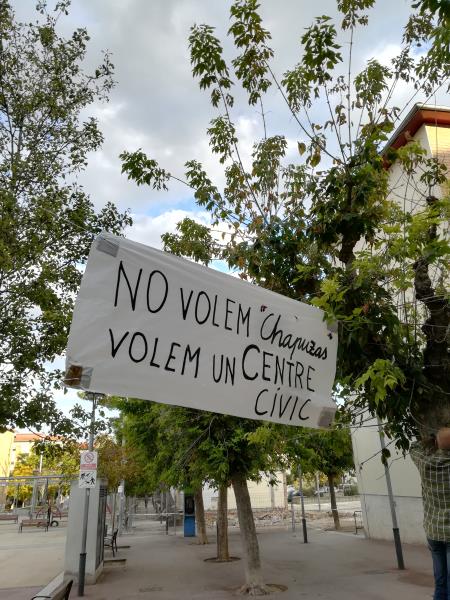 NO VOLEM "Chapuzas
VOLEM UN CENTRE
CÍVIC